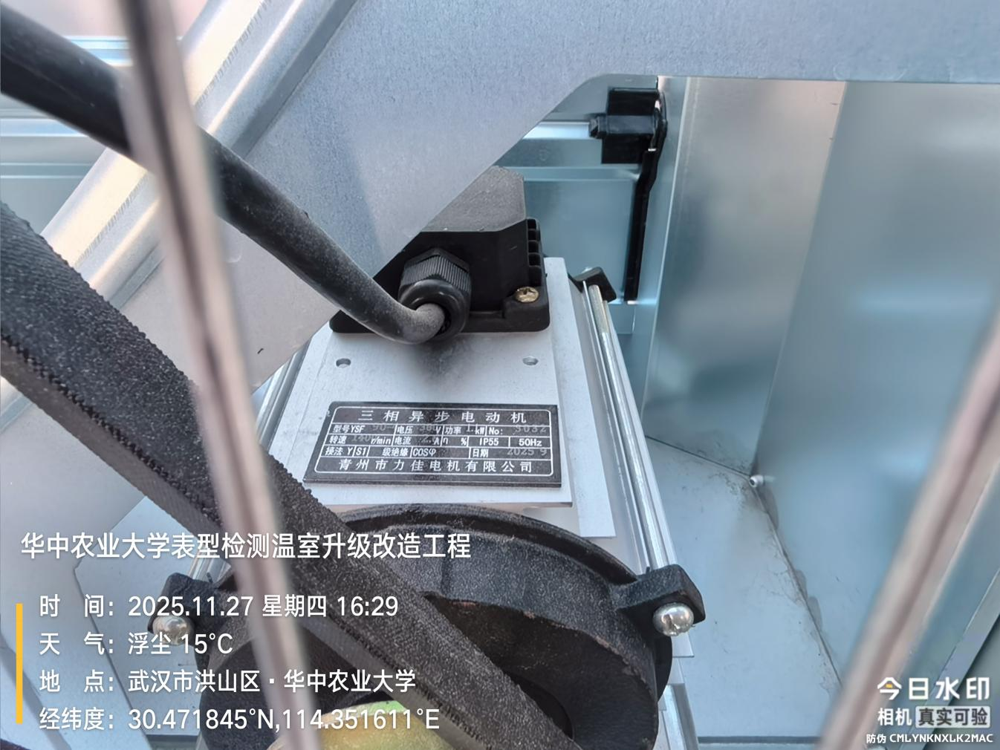 三相异步电动机
型号YSF 90- 电压 380 V 功率 1. kW No: 3032
转速 140 r/min 电流 A η % IP55 50Hz
接法 Y S1 级绝缘 COSφ 日期 2025 9
青州市力佳电机有限公司
华中农业大学表型检测温室升级改造工程
时 间：2025.11.27 星期四 16:29
天 气：浮尘 15°C
地 点：武汉市洪山区·华中农业大学
经纬度：30.471845°N,114.351611°E
今日水印
相机 真实可验
防伪 CMLYNKNXLK2MAC